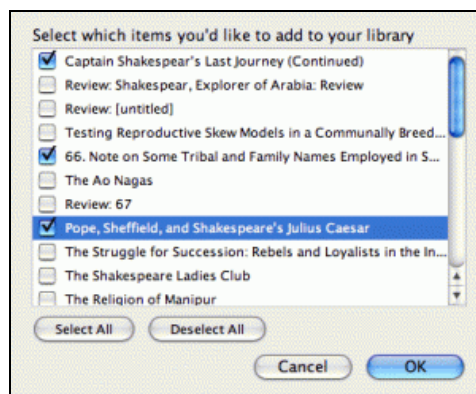 Select which items you'd like to add to your library
Captain Shakespear's Last Journey (Continued)
Review: Shakespear, Explorer of Arabia: Review
Review: [untitled]
Testing Reproductive Skew Models in a Communally Breed...
66. Note on Some Tribal and Family Names Employed in S...
The Ao Nagas
Review: 67
Pope, Sheffield, and Shakespeare's Julius Caesar
The Struggle for Succession: Rebels and Loyalists in the In...
The Shakespeare Ladies Club
The Religion of Manipur
Select All Deselect All
Cancel OK